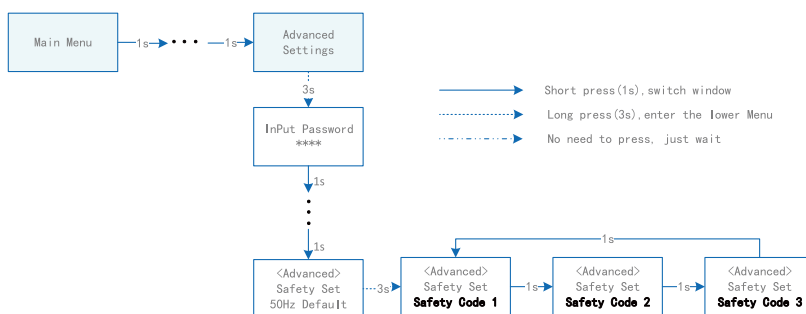 Main Menu
1s
•••
1s
Advanced
Settings
3s
Short press(1s),switch window
Long press(3s),enter the lower Menu
No need to press, just wait
InPut Password
****
1s
1s
1s
<Advanced>
Safety Set
50Hz Default
3s
<Advanced>
Safety Set
Safety Code 1
1s
<Advanced>
Safety Set
Safety Code 2
1s
<Advanced>
Safety Set
Safety Code 3